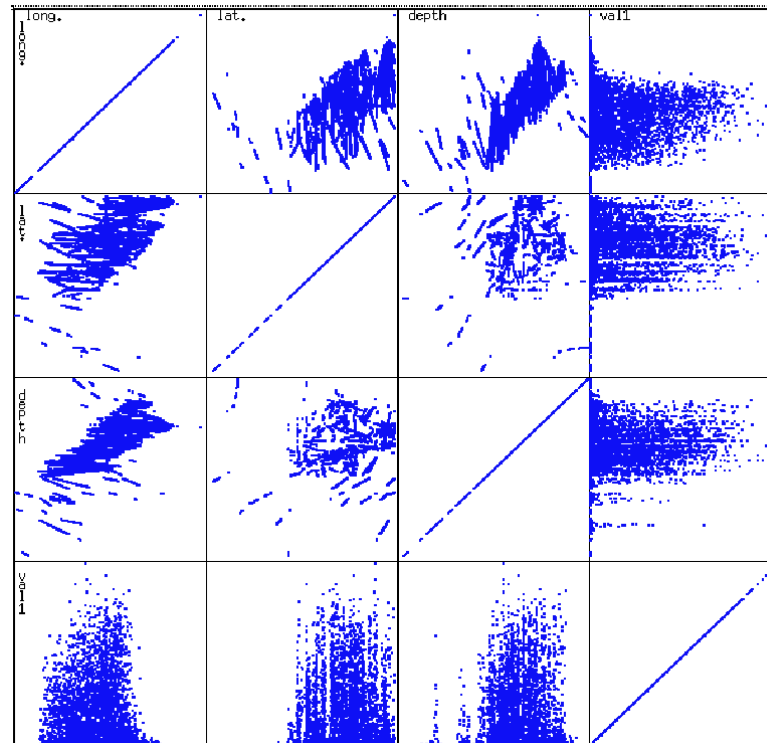 long.
lat.
depth
val1
long.
lat.
depth
val1